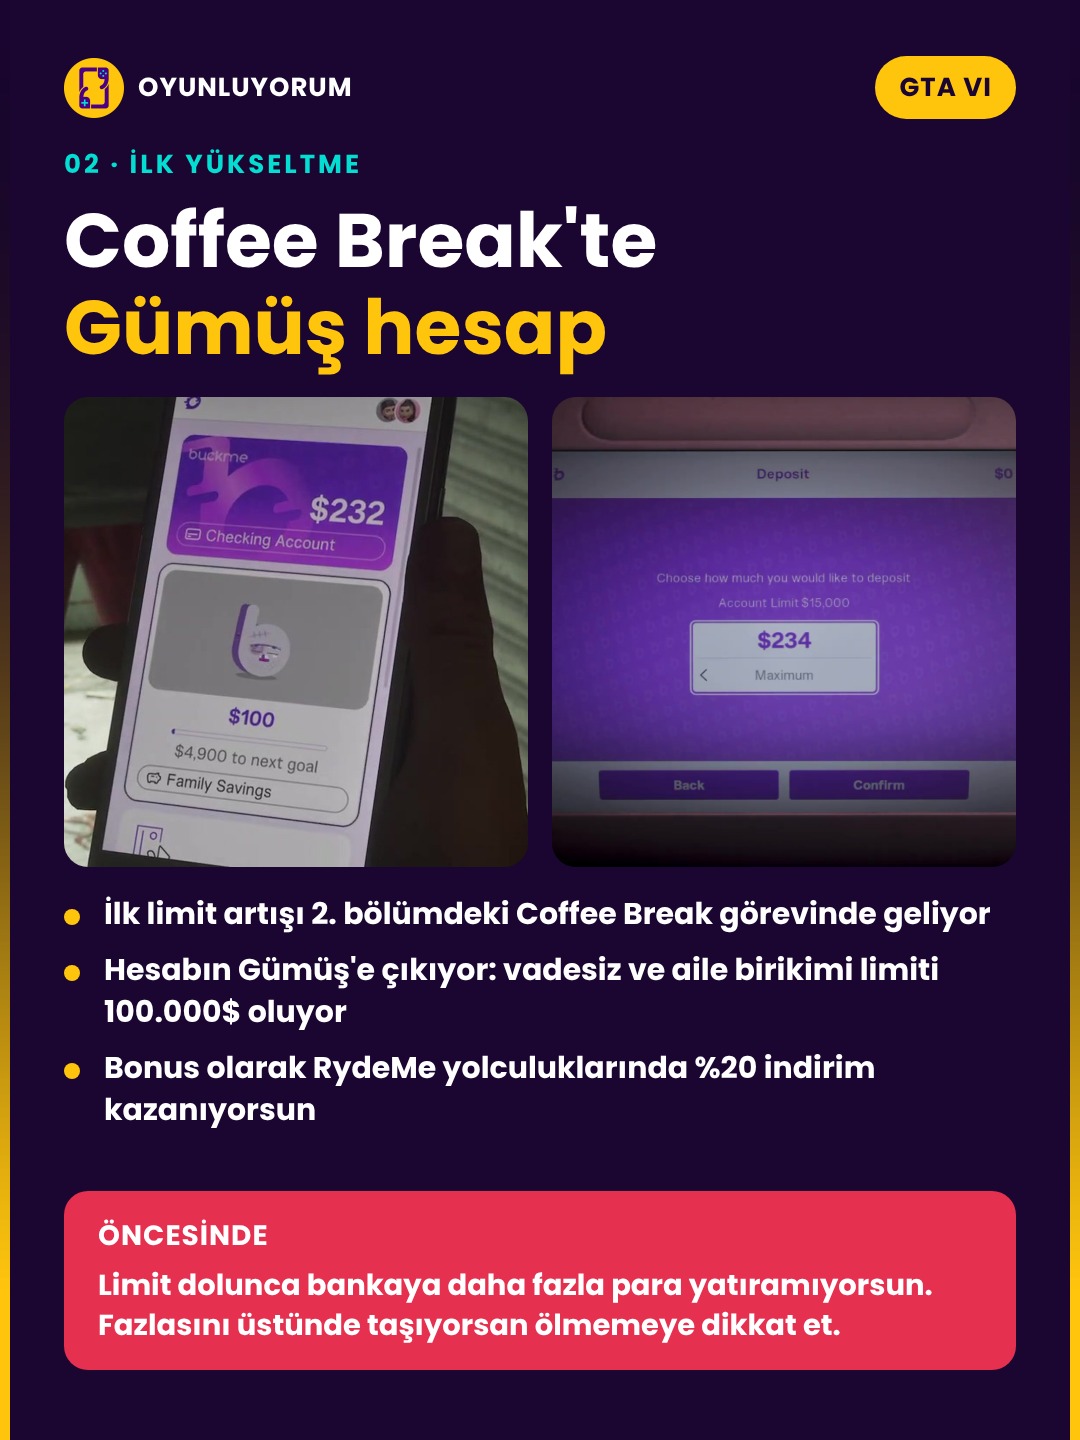 OYUNLUYORUM
GTA VI
02 · İLK YÜKSELTME
Coffee Break'te
Gümüş hesap
buckme
$232
Checking Account
$100
$4,900 to next goal
Family Savings
b
Deposit
$0
Choose how much you would like to deposit
Account Limit $15,000
$234
Maximum
Back
Confirm
İlk limit artışı 2. bölümdeki Coffee Break görevinde geliyor
Hesabın Gümüş'e çıkıyor: vadesiz ve aile birikimi limiti
100.000$ oluyor
Bonus olarak RydeMe yolculuklarında %20 indirim
kazanıyorsun
ÖNCESİNDE
Limit dolunca bankaya daha fazla para yatıramıyorsun.
Fazlasını üstünde taşıyorsan ölmemeye dikkat et.